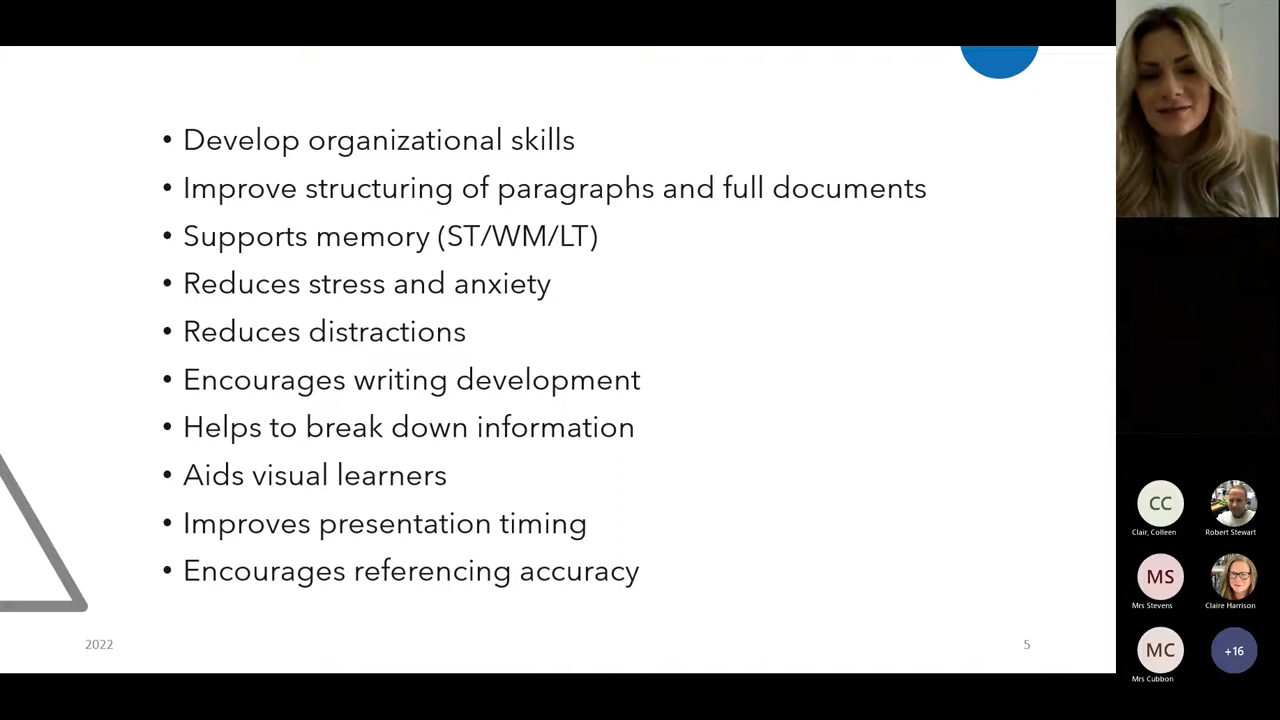 • Develop organizational skills
• Improve structuring of paragraphs and full documents
• Supports memory (ST/WM/LT)
• Reduces stress and anxiety
• Reduces distractions
• Encourages writing development
• Helps to break down information
• Aids visual learners
• Improves presentation timing
• Encourages referencing accuracy
2022
5
CC
Clair, Colleen
Robert Stewart
MS
Mrs Stevens
Claire Harrison
MC
Mrs Cubbon
+16